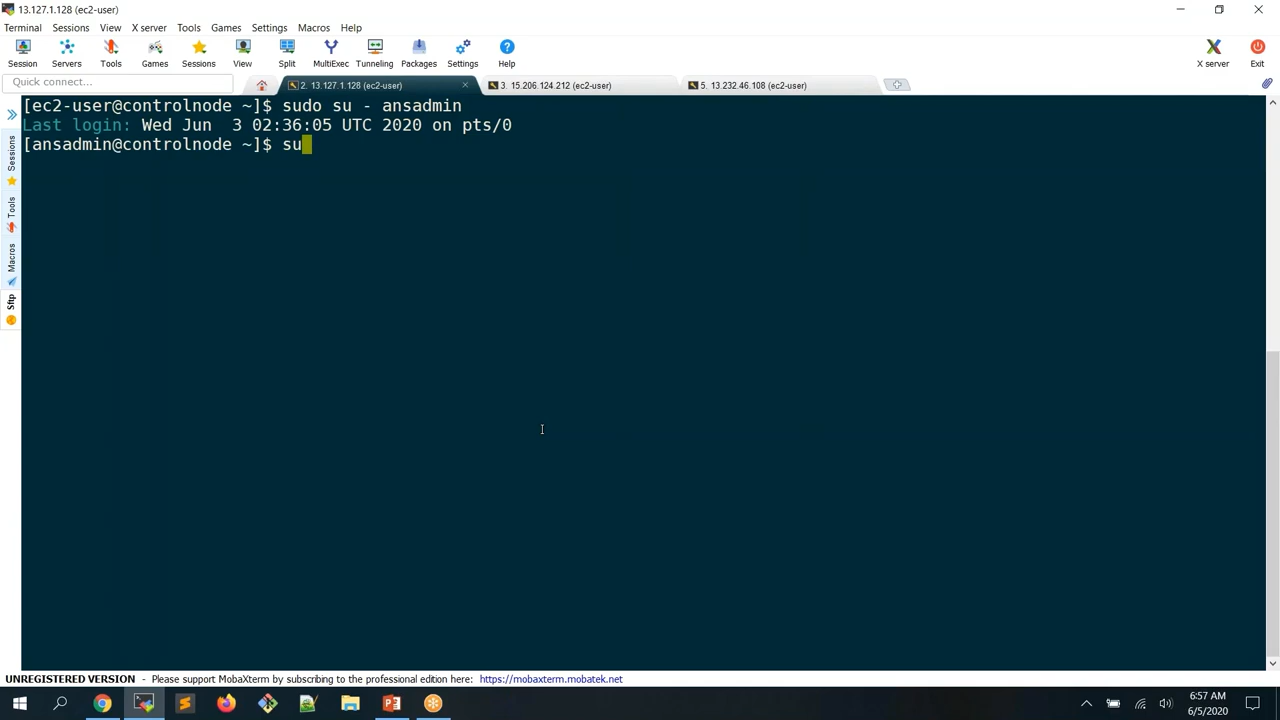 13.127.1.128 (ec2-user)
Terminal Sessions View X server Tools Games Settings Macros Help
Session Servers Tools Games Sessions View Split MultiExec Tunneling Packages Settings Help X server Exit
Quick connect...
2. 13.127.1.128 (ec2-user)
3. 15.206.124.212 (ec2-user)
5. 13.232.46.108 (ec2-user)
[ec2-user@controlnode ~]$ sudo su - ansadmin
Last login: Wed Jun  3 02:36:05 UTC 2020 on pts/0
[ansadmin@controlnode ~]$ su
Sessions
Tools
Macros
Sftp
UNREGISTERED VERSION - Please support MobaXterm by subscribing to the professional edition here: https://mobaxterm.mobatek.net
6:57 AM
6/5/2020